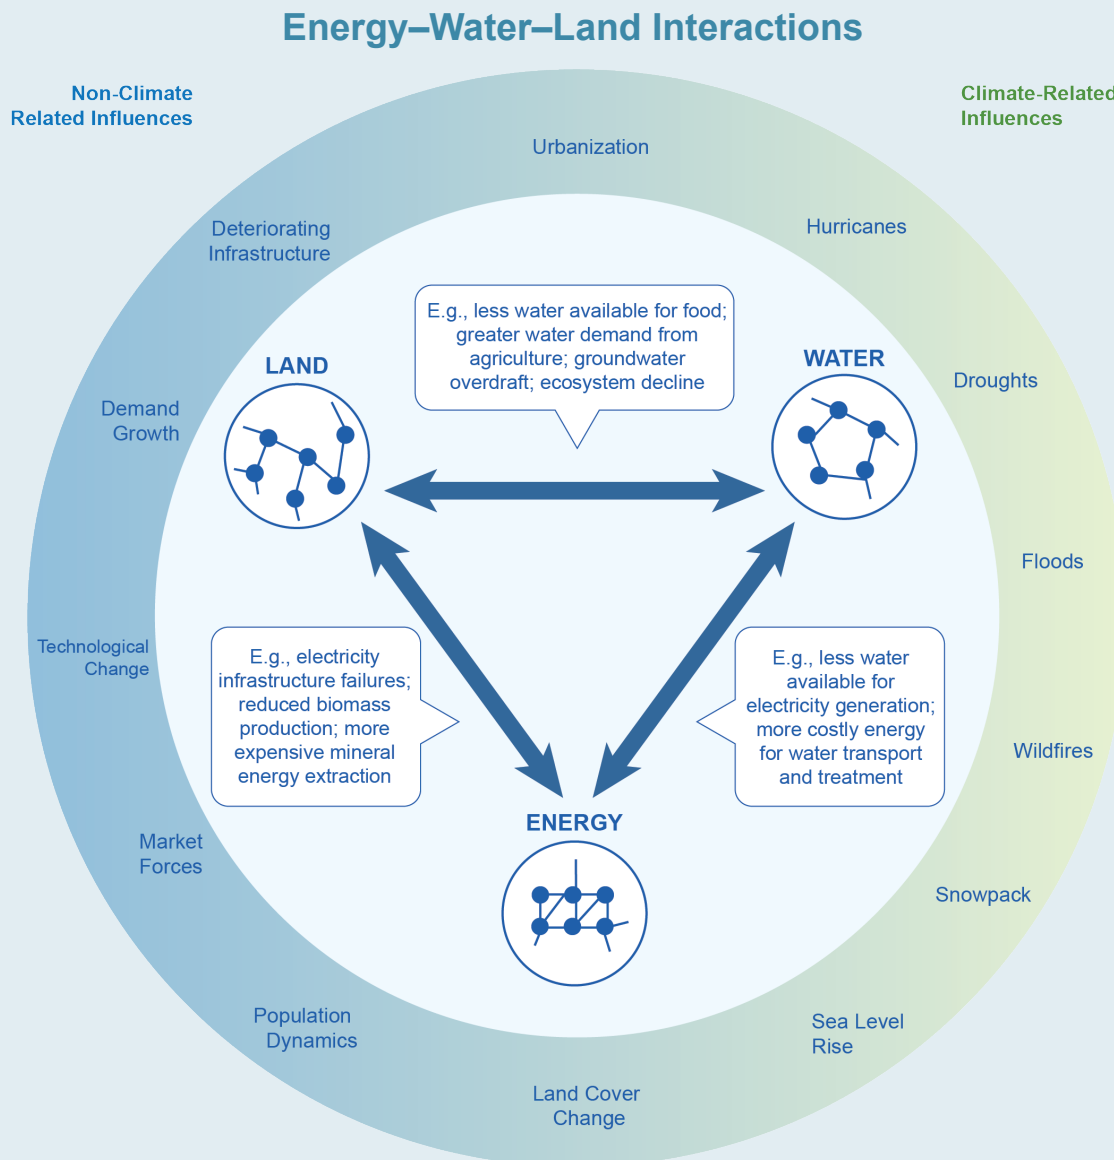 Energy–Water–Land Interactions
Non-Climate
Related Influences
Climate-Related
Influences
Urbanization
Deteriorating
Infrastructure
Hurricanes
E.g., less water available for food;
greater water demand from
agriculture; groundwater
overdraft; ecosystem decline
LAND
WATER
Demand
Growth
Droughts
Floods
Technological
Change
E.g., electricity
infrastructure failures;
reduced biomass
production; more
expensive mineral
energy extraction
E.g., less water
available for
electricity generation;
more costly energy
for water transport
and treatment
Wildfires
ENERGY
Market
Forces
Snowpack
Population
Dynamics
Sea Level
Rise
Land Cover
Change